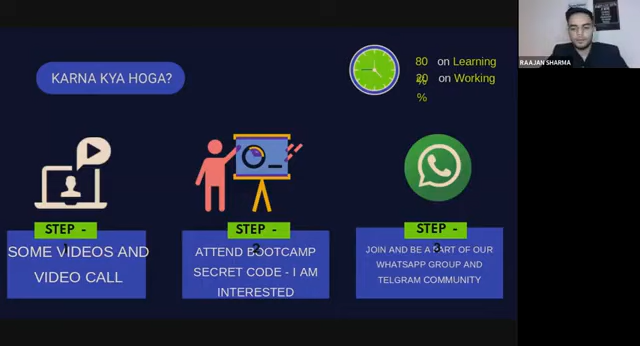 KARNA KYA HOGA?
80 on Learning
%
20 on Working
%
RAAJAN SHARMA
STEP -
1
SOME VIDEOS AND
VIDEO CALL
STEP -
2
ATTEND BOOTCAMP
SECRET CODE - I AM
INTERESTED
STEP -
3
JOIN AND BE A PART OF OUR
WHATSAPP GROUP AND
TELGRAM COMMUNITY